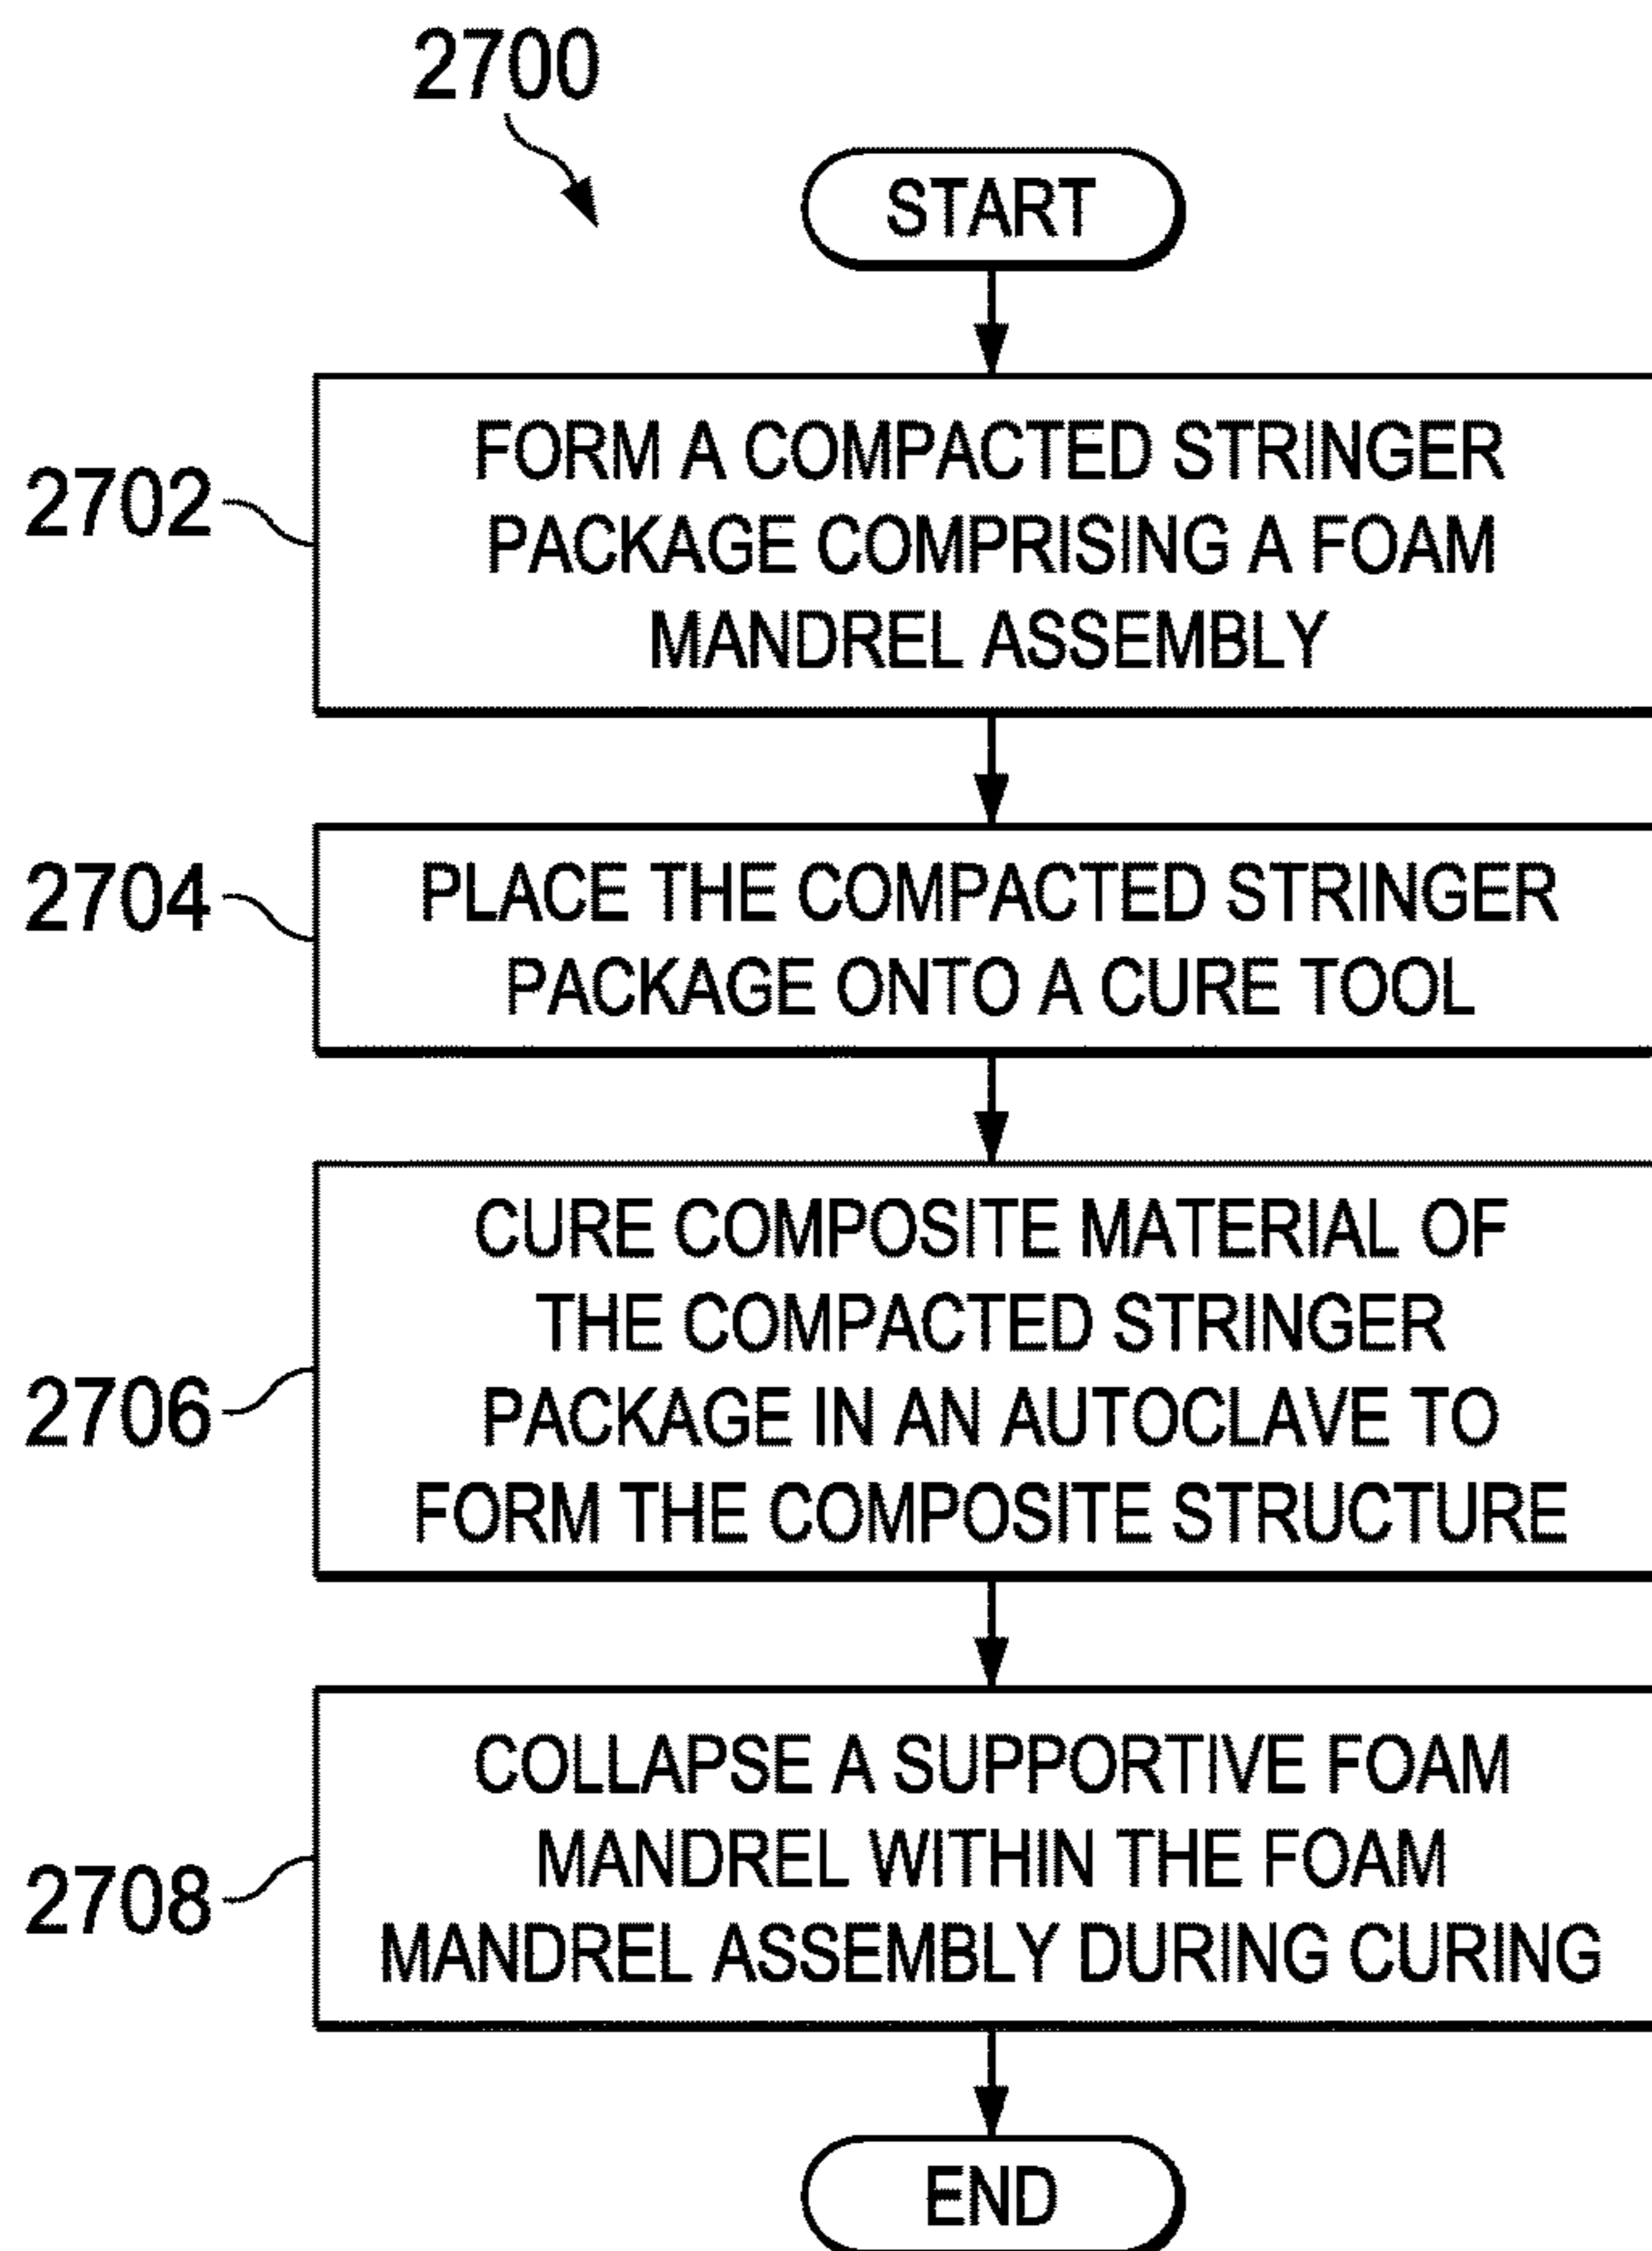 2700
START
2702
FORM A COMPACTED STRINGER
PACKAGE COMPRISING A FOAM
MANDREL ASSEMBLY
2704
PLACE THE COMPACTED STRINGER
PACKAGE ONTO A CURE TOOL
2706
CURE COMPOSITE MATERIAL OF
THE COMPACTED STRINGER
PACKAGE IN AN AUTOCLAVE TO
FORM THE COMPOSITE STRUCTURE
2708
COLLAPSE A SUPPORTIVE FOAM
MANDREL WITHIN THE FOAM
MANDREL ASSEMBLY DURING CURING
END